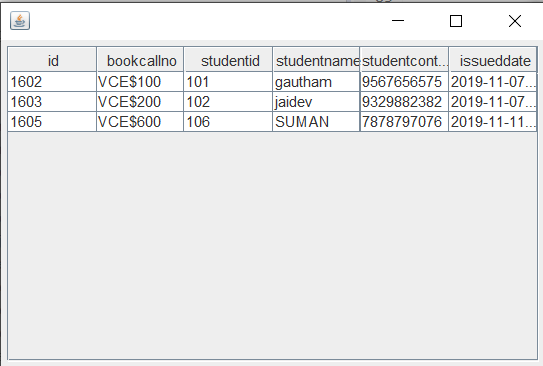 id bookcallno studentid studentname studentcont... issueddate
1602 VCE$100 101 gautham 9567656575 2019-11-07...
1603 VCE$200 102 jaidev 9329882382 2019-11-07...
1605 VCE$600 106 SUMAN 7878797076 2019-11-11...